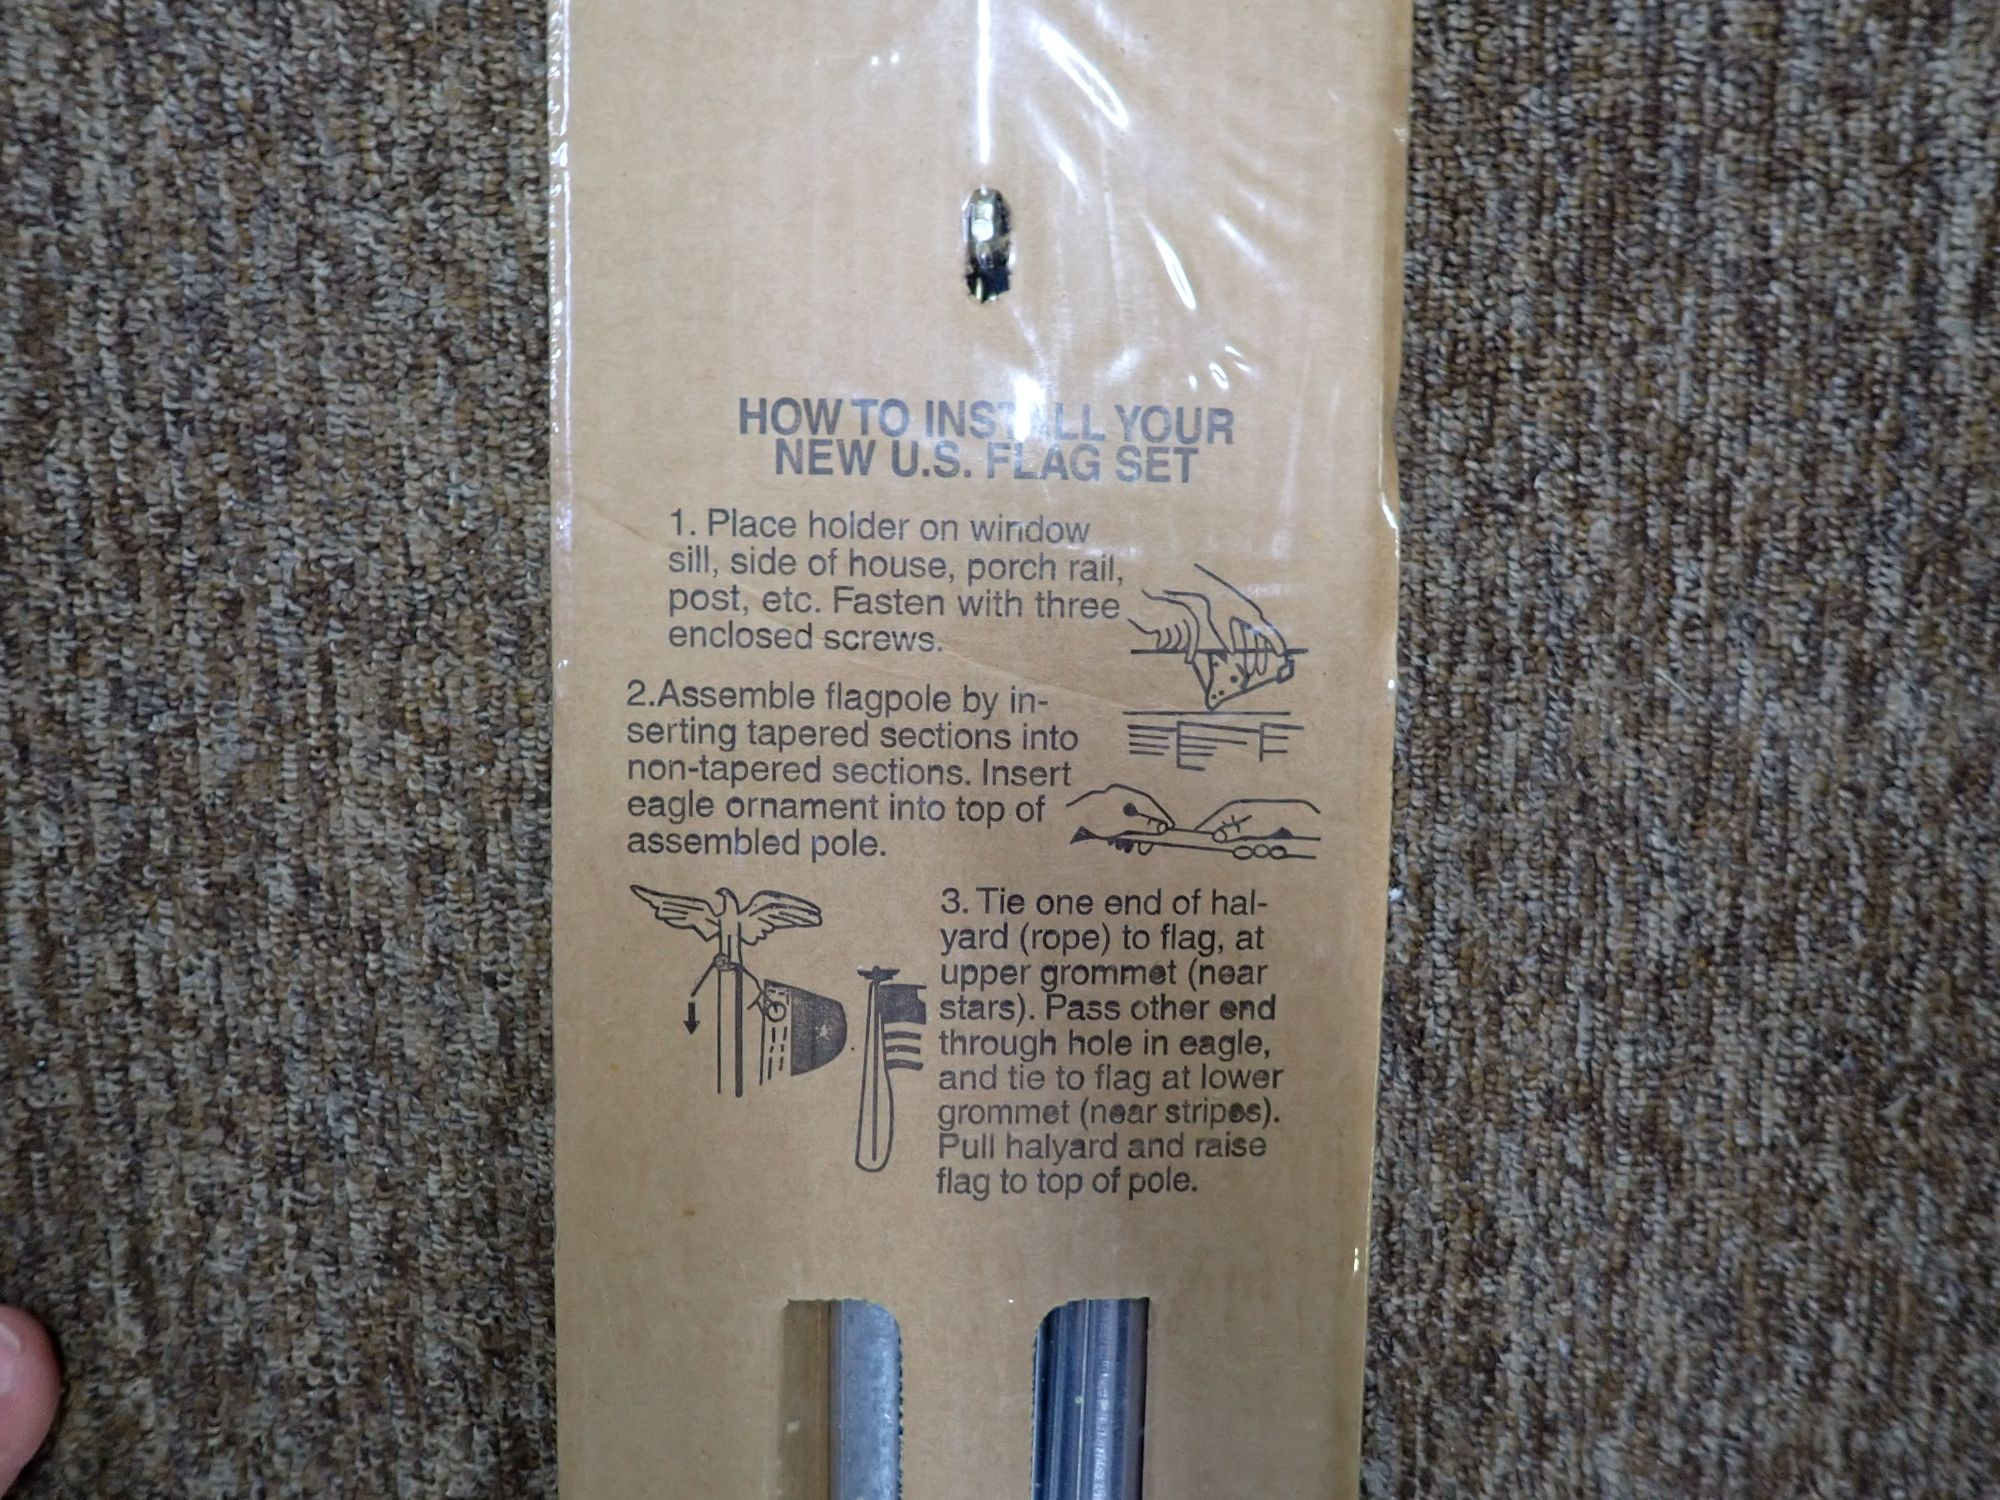 HOW TO INSTALL YOUR
NEW U.S. FLAG SET
1. Place holder on window
sill, side of house, porch rail,
post, etc. Fasten with three
enclosed screws.
2.Assemble flagpole by in-
serting tapered sections into
non-tapered sections. Insert
eagle ornament into top of
assembled pole.
3. Tie one end of hal-
yard (rope) to flag, at
upper grommet (near
stars). Pass other end
through hole in eagle,
and tie to flag at lower
grommet (near stripes).
Pull halyard and raise
flag to top of pole.